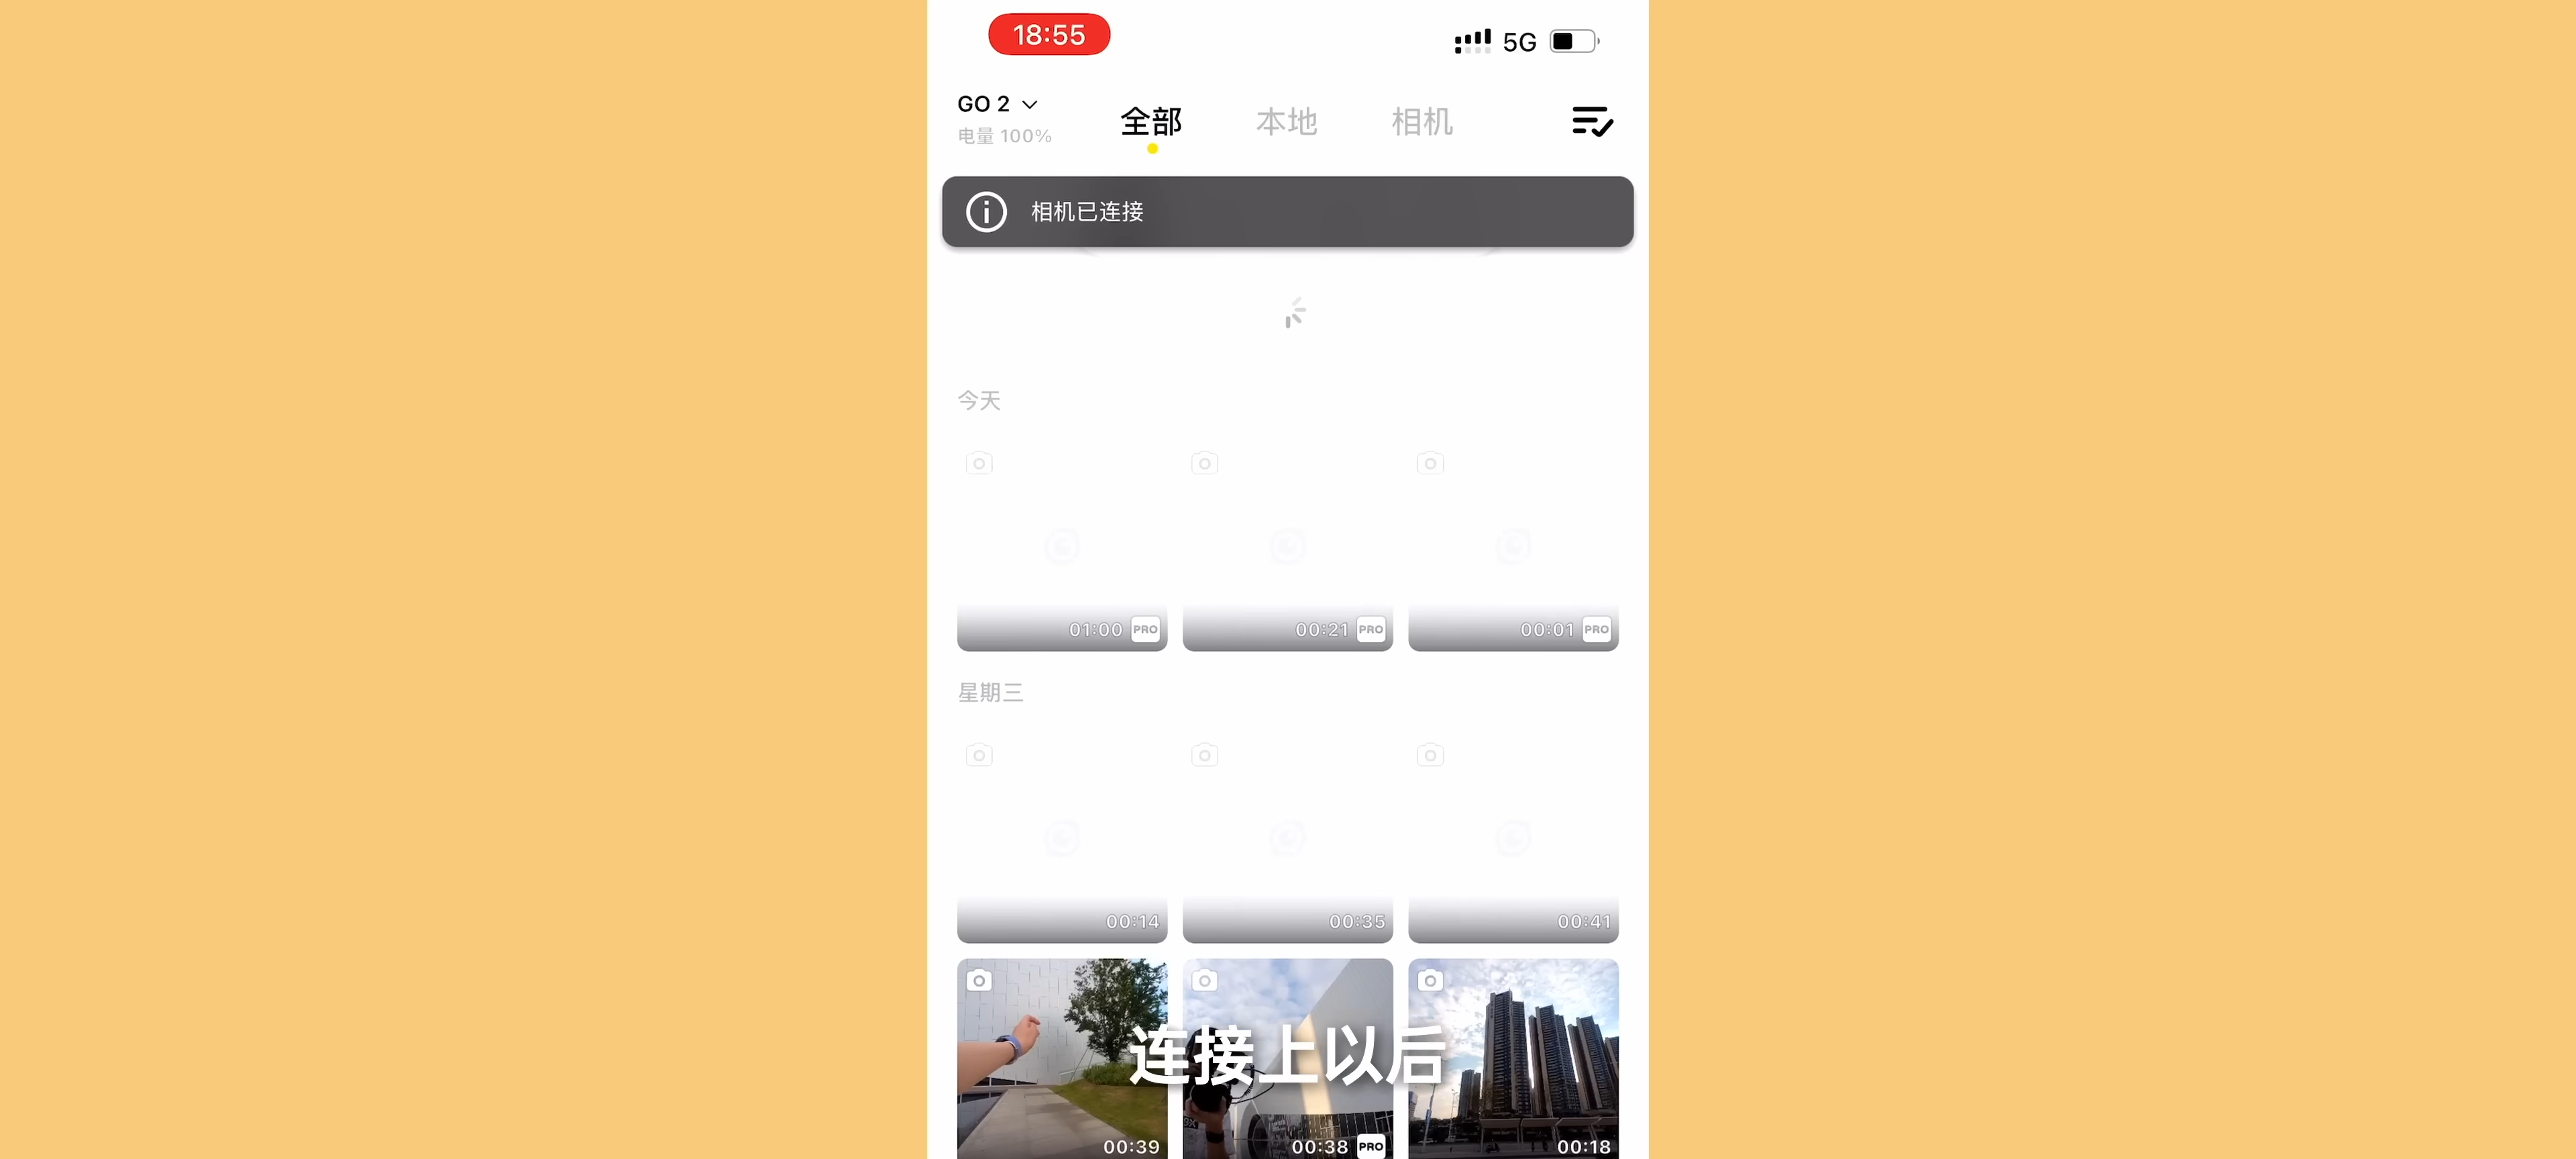 18:55
5G
GO 2
电量 100%
全部
本地
相机
相机已连接
今天
01:00 PRO
00:21 PRO
00:01 PRO
星期三
00:14
00:35
00:41
连接上以后
00:39
00:38 PRO
00:18